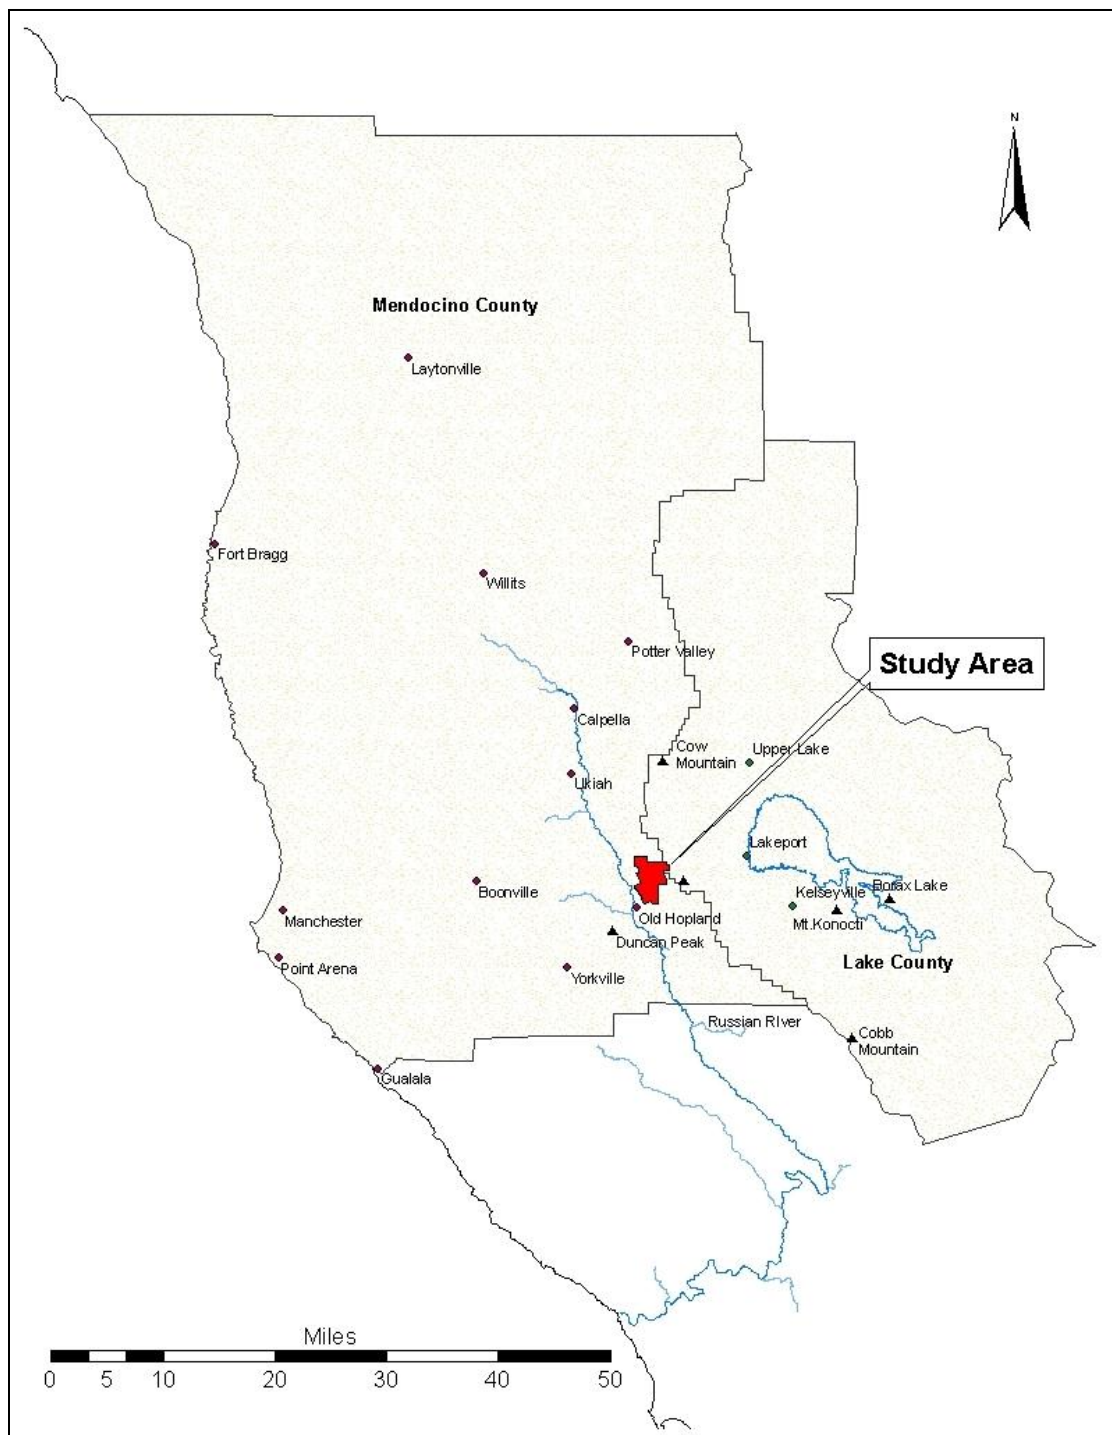 N
Mendocino County
Laytonville
Fort Bragg
Willits
Potter Valley
Study Area
Calpella
Cow
Mountain
Upper Lake
Ukiah
Lakeport
Boonville
Kelseyville
Borax Lake
Manchester
Old Hopland
Mt.Konocti
Duncan Peak
Point Arena
Lake County
Yorkville
Russian RIver
Cobb
Mountain
Gualala
Miles
0 5 10 20 30 40 50